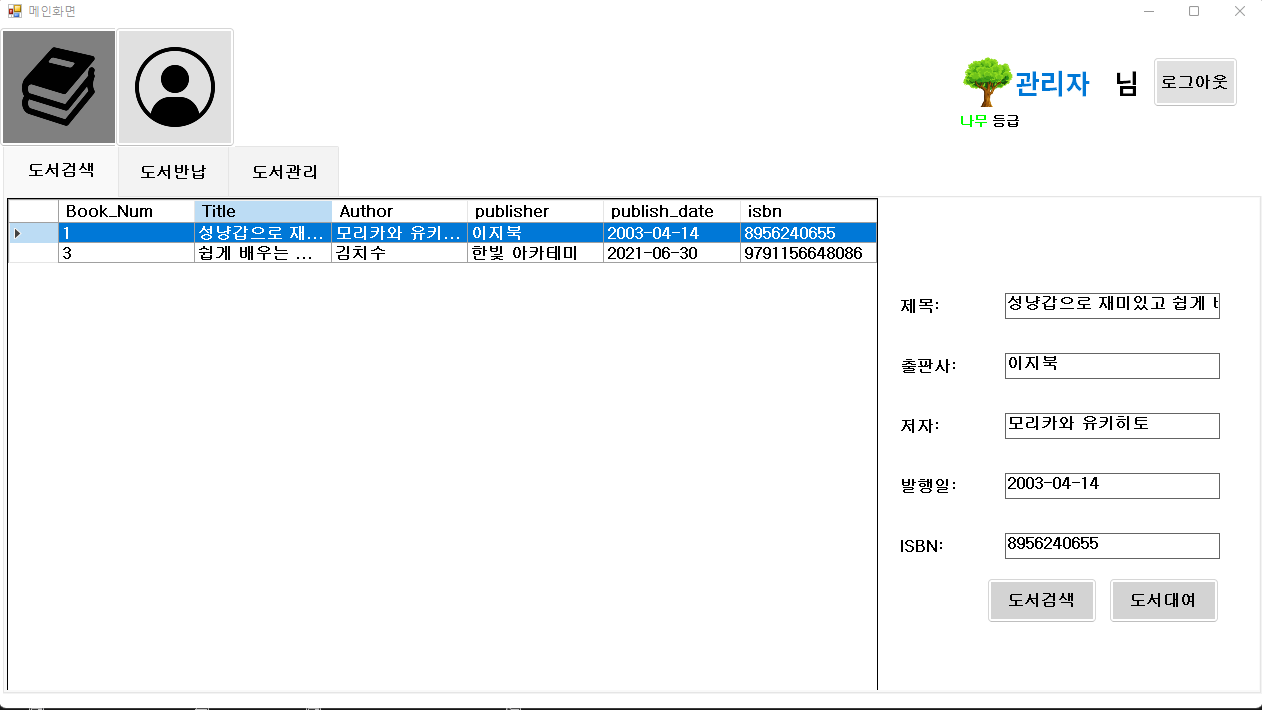 메인화면
관리자 님 로그아웃
나무 등급
도서검색 도서반납 도서관리
Book_Num Title Author publisher publish_date isbn
1 성냥갑으로 재... 모리카와 유키... 이지북 2003-04-14 8956240655
3 쉽게 배우는 ... 김치수 한빛 아카테미 2021-06-30 9791156648086
제목: 성냥갑으로 재미있고 쉽게
출판사: 이지북
저자: 모리카와 유키히토
발행일: 2003-04-14
ISBN: 8956240655
도서검색 도서대여